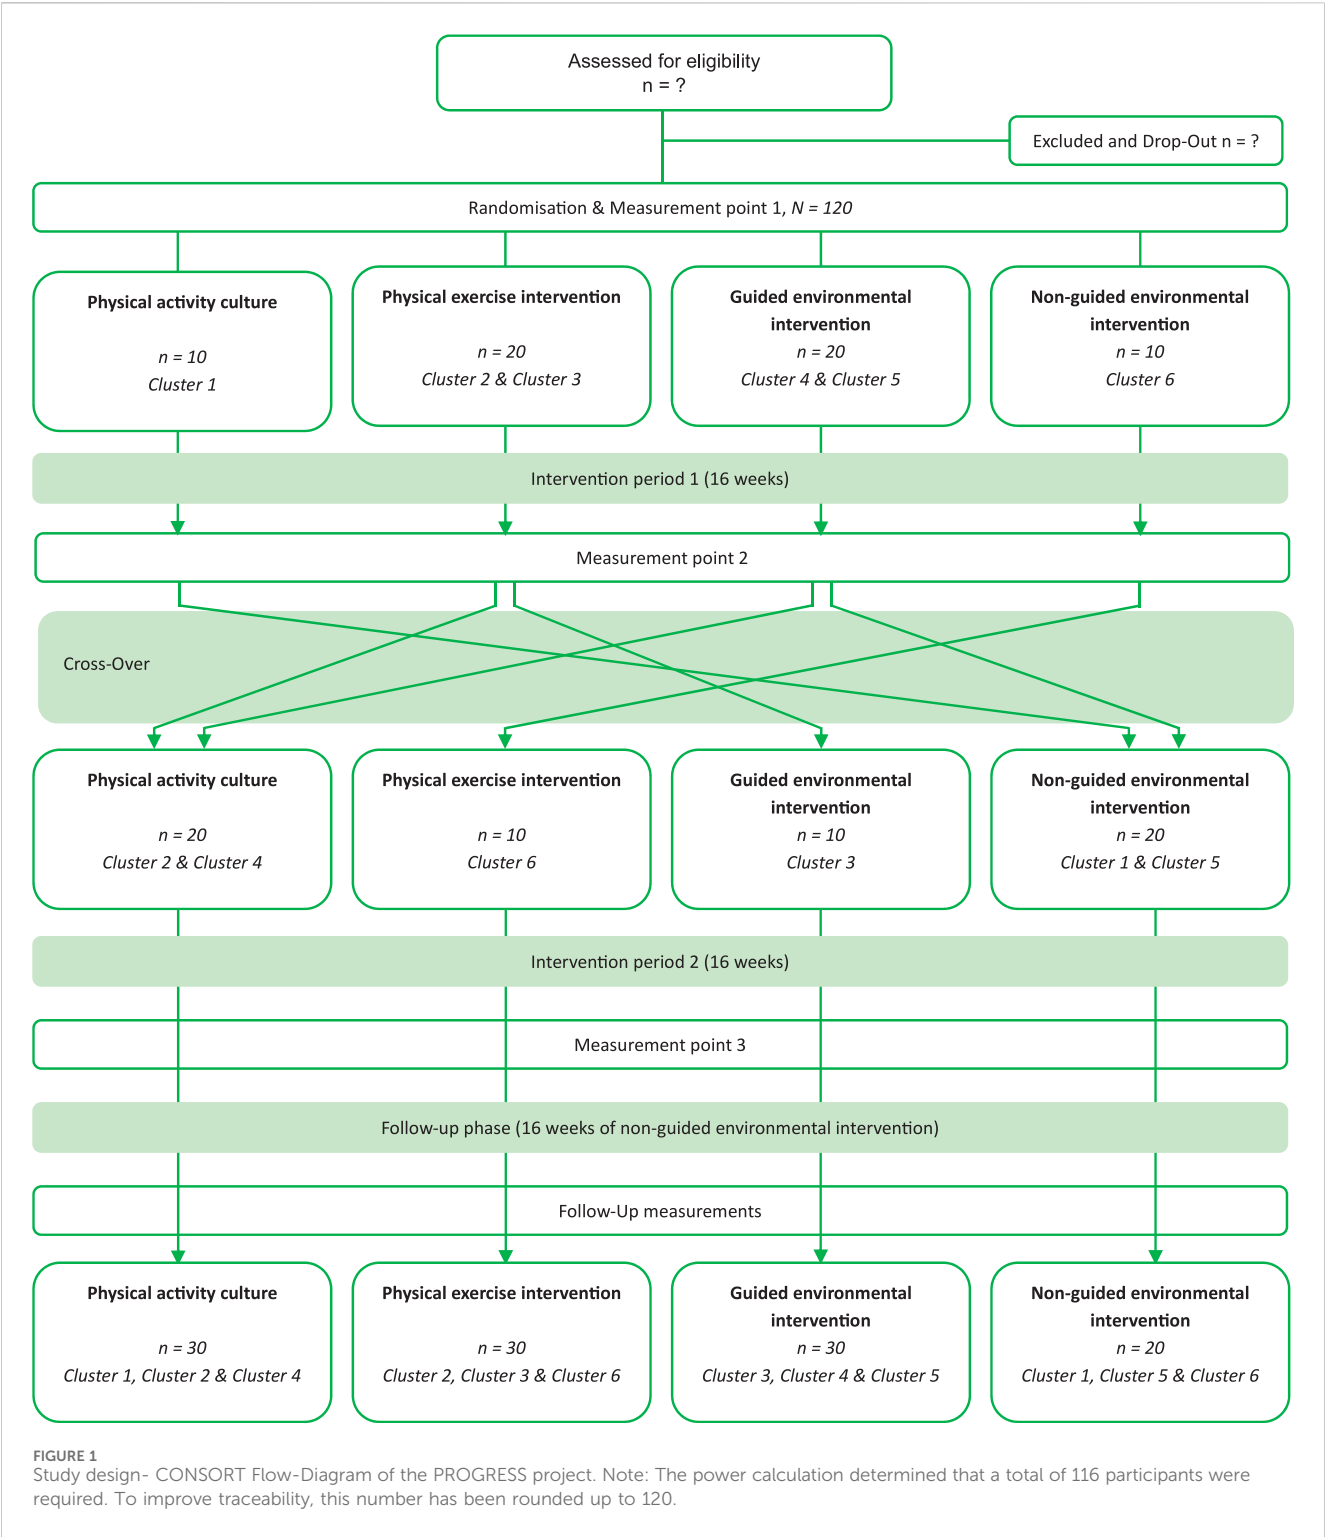 Assessed for eligibility
n = ?
Excluded and Drop-Out n = ?
Randomisation & Measurement point 1, N = 120
Physical activity culture
n = 10
Cluster 1
Physical exercise intervention
n = 20
Cluster 2 & Cluster 3
Guided environmental
intervention
n = 20
Cluster 4 & Cluster 5
Non-guided environmental
intervention
n = 10
Cluster 6
Intervention period 1 (16 weeks)
Measurement point 2
Cross-Over
Physical activity culture
n = 20
Cluster 2 & Cluster 4
Physical exercise intervention
n = 10
Cluster 6
Guided environmental
intervention
n = 10
Cluster 3
Non-guided environmental
intervention
n = 20
Cluster 1 & Cluster 5
Intervention period 2 (16 weeks)
Measurement point 3
Follow-up phase (16 weeks of non-guided environmental intervention)
Follow-Up measurements
Physical activity culture
n = 30
Cluster 1, Cluster 2 & Cluster 4
Physical exercise intervention
n = 30
Cluster 2, Cluster 3 & Cluster 6
Guided environmental
intervention
n = 30
Cluster 3, Cluster 4 & Cluster 5
Non-guided environmental
intervention
n = 20
Cluster 1, Cluster 5 & Cluster 6
FIGURE 1
Study design- CONSORT Flow-Diagram of the PROGRESS project. Note: The power calculation determined that a total of 116 participants were
required. To improve traceability, this number has been rounded up to 120.